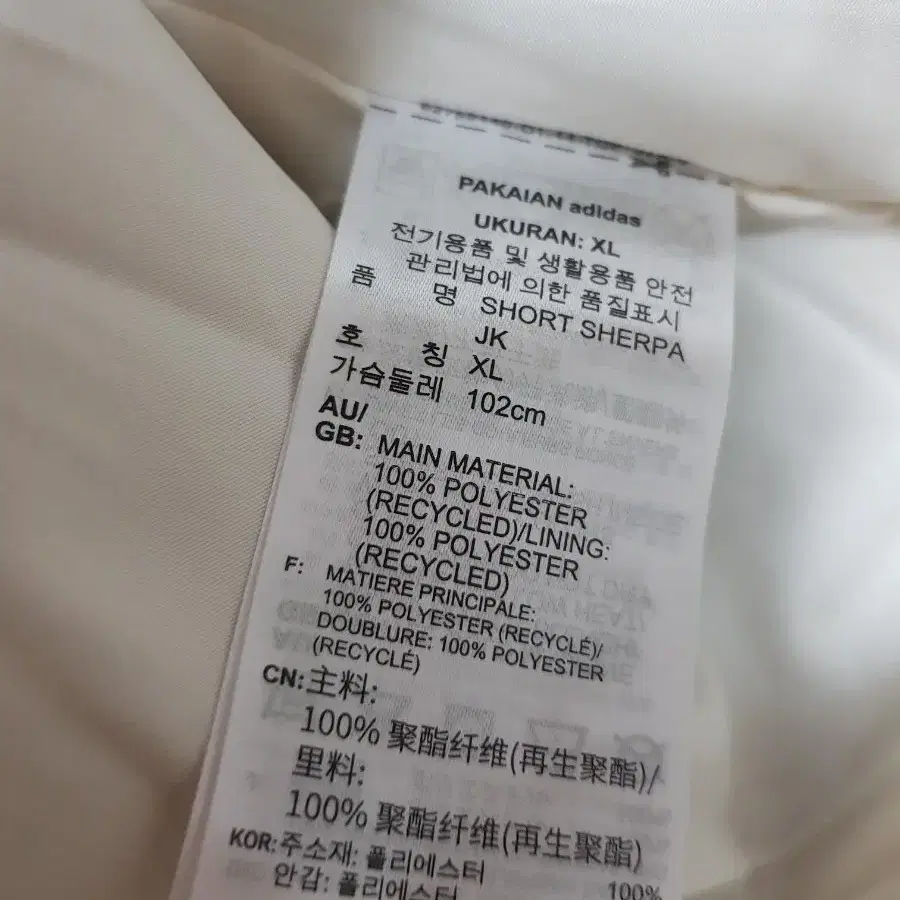 PAKAIAN adidas
UKURAN: XL
전기용품 및 생활용품 안전
관리법에 의한 품질표시
품 명 SHORT SHERPA
JK
호 칭 XL
가슴둘레 102cm
AU/
GB: MAIN MATERIAL:
100% POLYESTER
(RECYCLED)/LINING:
100% POLYESTER
(RECYCLED)
F: MATIERE PRINCIPALE:
100% POLYESTER (RECYCLÉ)/
DOUBLURE: 100% POLYESTER
(RECYCLÉ)
CN:主料:
100% 聚酯纤维(再生聚酯)/
里料:
100% 聚酯纤维(再生聚酯)
KOR:주소재: 폴리에스터
100%
안감: 폴리에스터